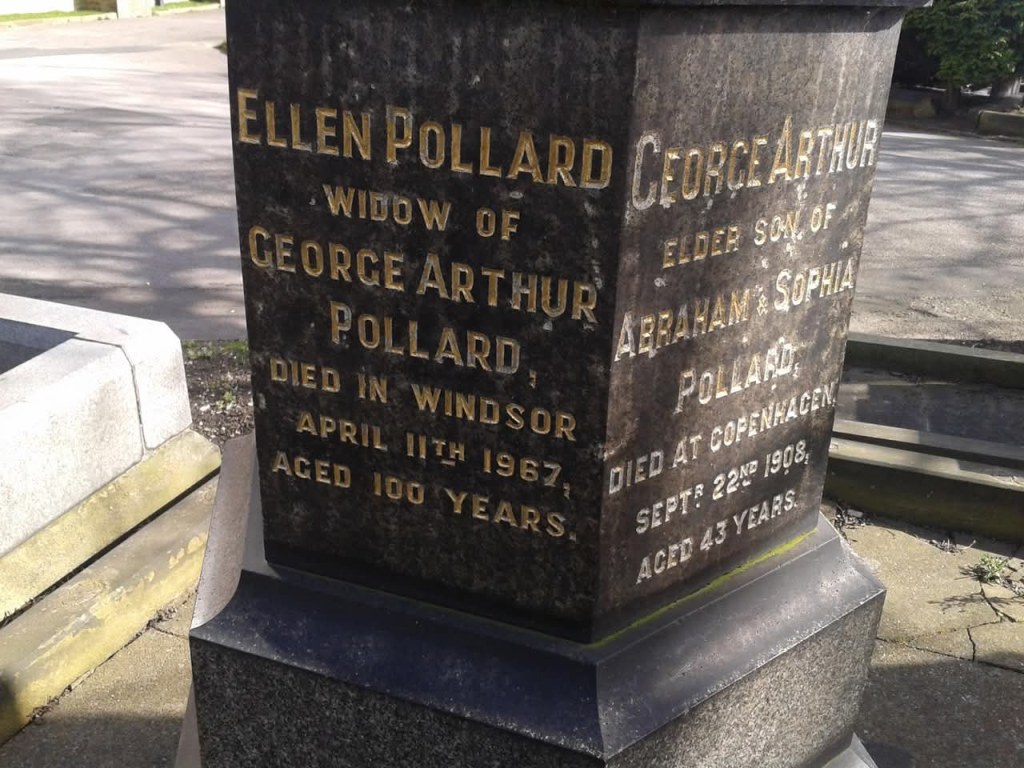 ELLEN POLLARD
WIDOW OF
GEORGE ARTHUR
POLLARD,
DIED IN WINDSOR
APRIL 11TH 1967,
AGED 100 YEARS.
GEORGE ARTHUR
ELDER SON OF
ABRAHAM & SOPHIA
POLLARD,
DIED AT COPENHAGEN,
SEPTR 22ND 1908,
AGED 43 YEARS.